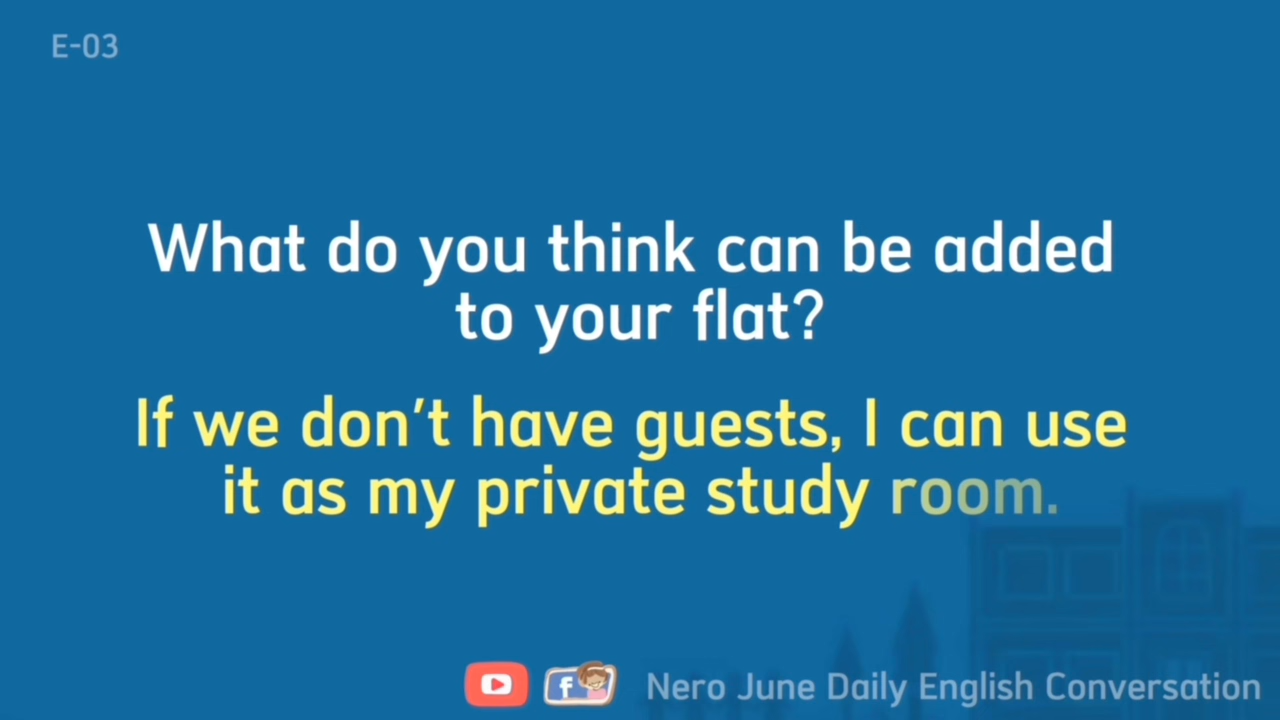 E-03
What do you think can be added
to your flat?
If we don't have guests, I can use
it as my private study room.
f
Nero June Daily English Conversation